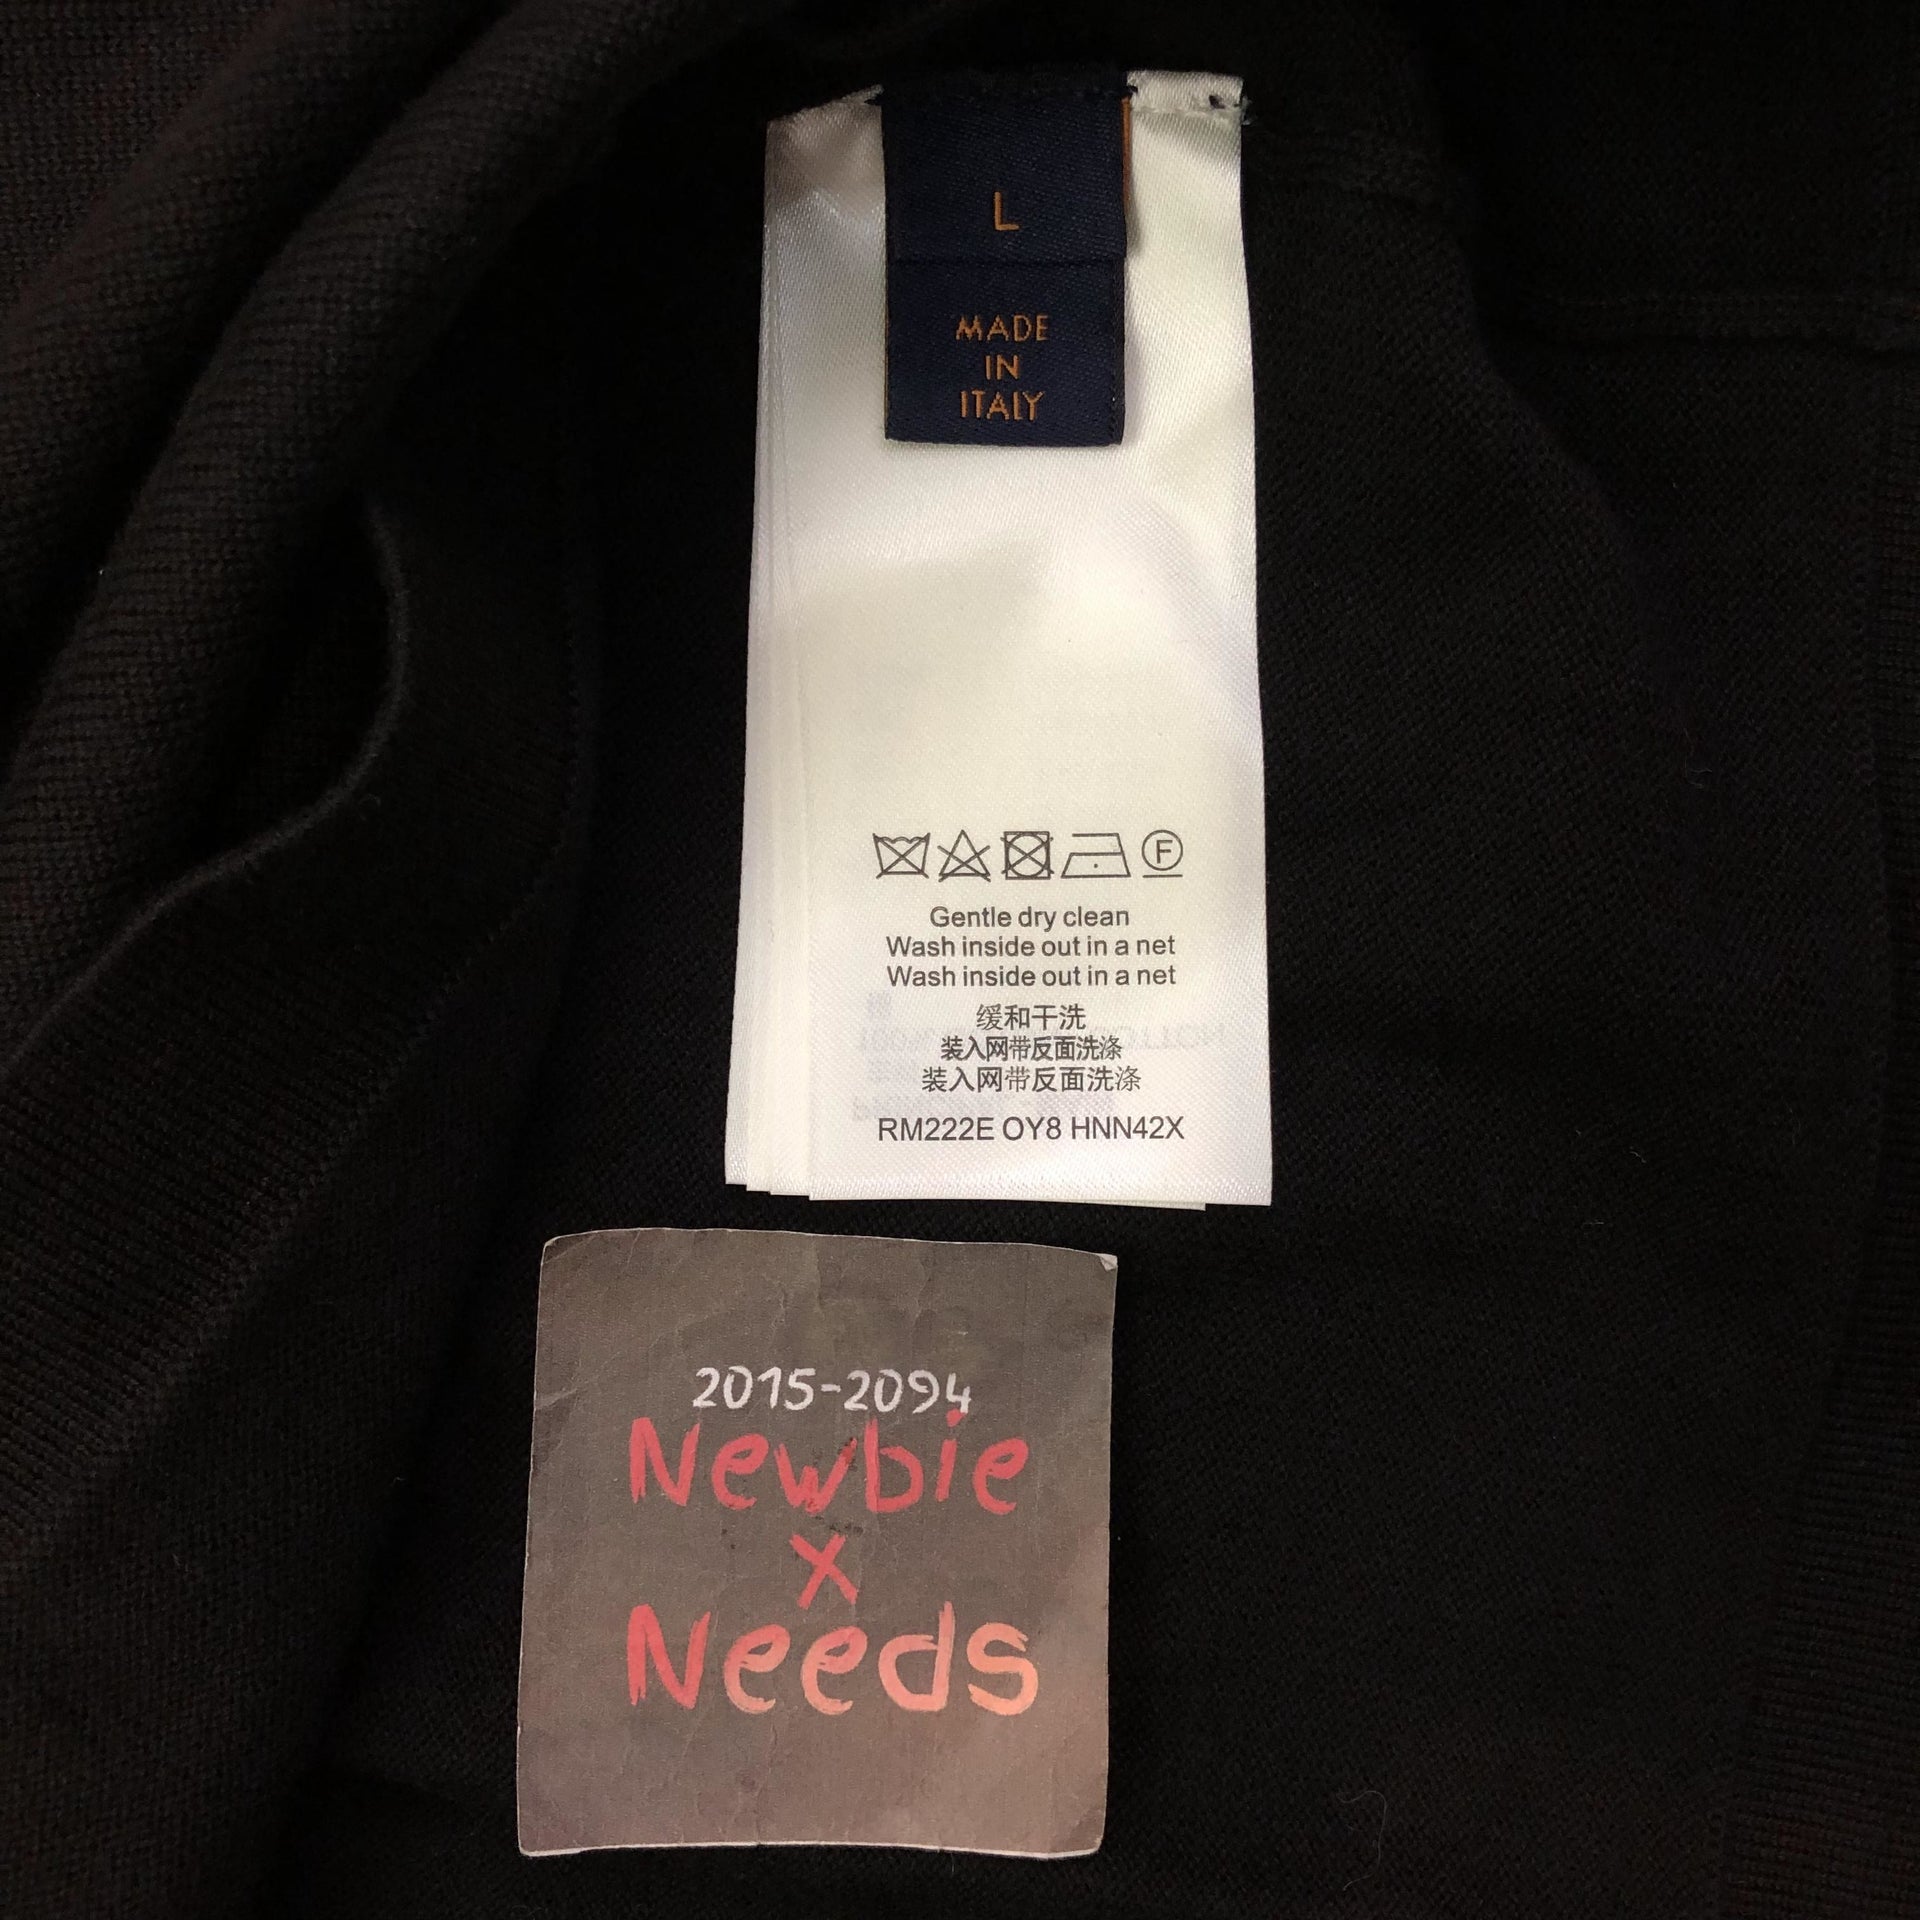 L
MADE
IN
ITALY
F
Gentle dry clean
Wash inside out in a net
Wash inside out in a net
缓和干洗
装入网带反面洗涤
装入网带反面洗涤
RM222E OY8 HNN42X
2015-2094
Newbie
x
Needs